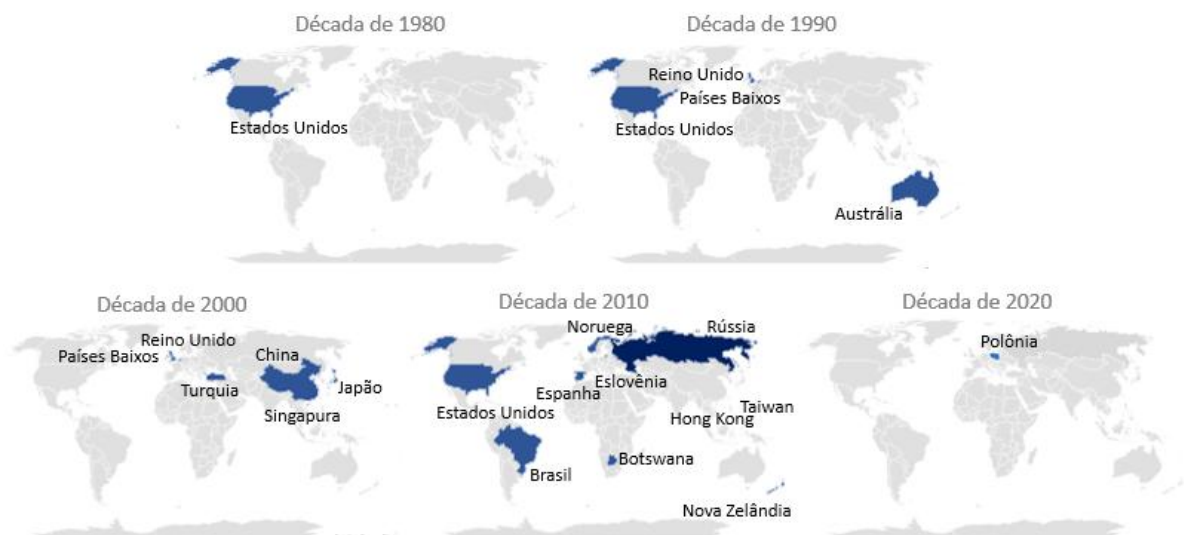 Década de 1980
Década de 1990
Estados Unidos
Reino Unido
Países Baixos
Estados Unidos
Austrália
Década de 2000
Década de 2010
Década de 2020
Reino Unido
Países Baixos
China
Turquia
Japão
Singapura
Noruega
Rússia
Eslovênia
Espanha
Estados Unidos
Taiwan
Hong Kong
Botswana
Brasil
Nova Zelândia
Polônia